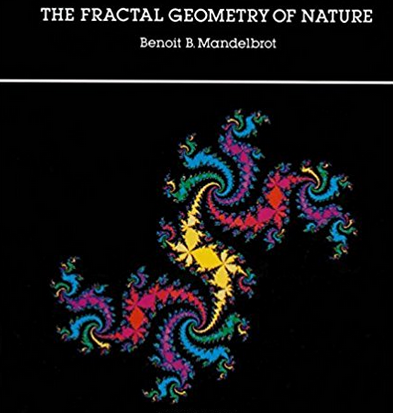 THE FRACTAL GEOMETRY OF NATURE
Benoit B. Mandelbrot